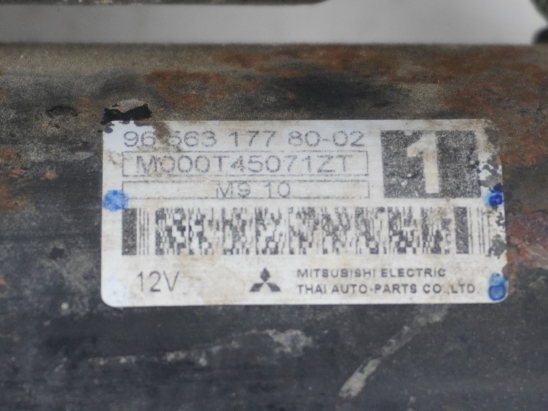 96 563 177 80-02
M000T45071ZT
1
M9 10
12V
MITSUBISHI ELECTRIC
THAI AUTO-PARTS CO.,LTD.